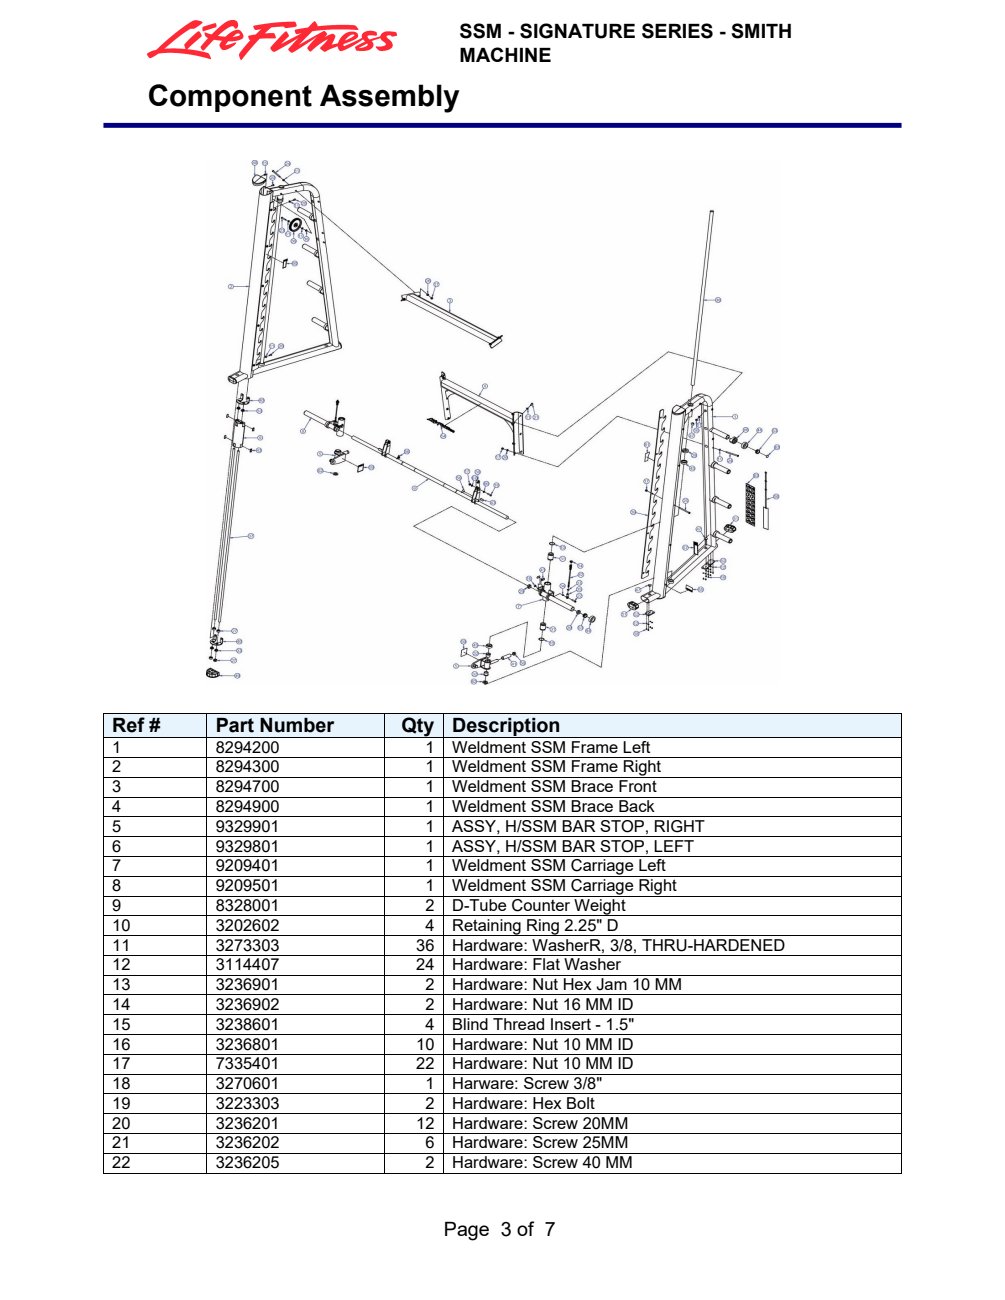 Life Fitness
SSM - SIGNATURE SERIES - SMITH
MACHINE
Component Assembly
Ref # Part Number Qty Description
1 8294200 1 Weldment SSM Frame Left
2 8294300 1 Weldment SSM Frame Right
3 8294700 1 Weldment SSM Brace Front
4 8294900 1 Weldment SSM Brace Back
5 9329901 1 ASSY, H/SSM BAR STOP, RIGHT
6 9329801 1 ASSY, H/SSM BAR STOP, LEFT
7 9209401 1 Weldment SSM Carriage Left
8 9209501 1 Weldment SSM Carriage Right
9 8328001 2 D-Tube Counter Weight
10 3202602 4 Retaining Ring 2.25" D
11 3273303 36 Hardware: WasherR, 3/8, THRU-HARDENED
12 3114407 24 Hardware: Flat Washer
13 3236901 2 Hardware: Nut Hex Jam 10 MM
14 3236902 2 Hardware: Nut 16 MM ID
15 3238601 4 Blind Thread Insert - 1.5"
16 3236801 10 Hardware: Nut 10 MM ID
17 7335401 22 Hardware: Nut 10 MM ID
18 3270601 1 Harware: Screw 3/8"
19 3223303 2 Hardware: Hex Bolt
20 3236201 12 Hardware: Screw 20MM
21 3236202 6 Hardware: Screw 25MM
22 3236205 2 Hardware: Screw 40 MM
Page 3 of 7